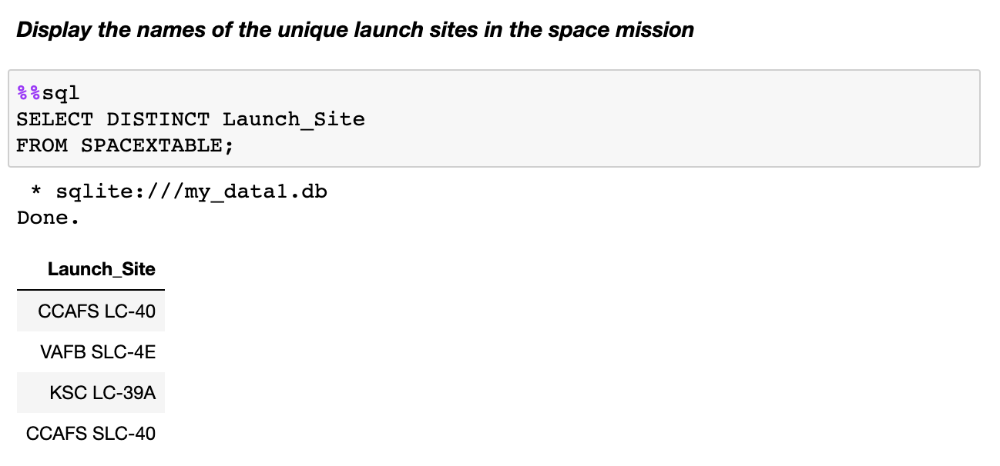 Display the names of the unique launch sites in the space mission
%%sql
SELECT DISTINCT Launch_Site
FROM SPACEXTABLE;
* sqlite:///my_data1.db
Done.
Launch_Site
CCAFS LC-40
VAFB SLC-4E
KSC LC-39A
CCAFS SLC-40